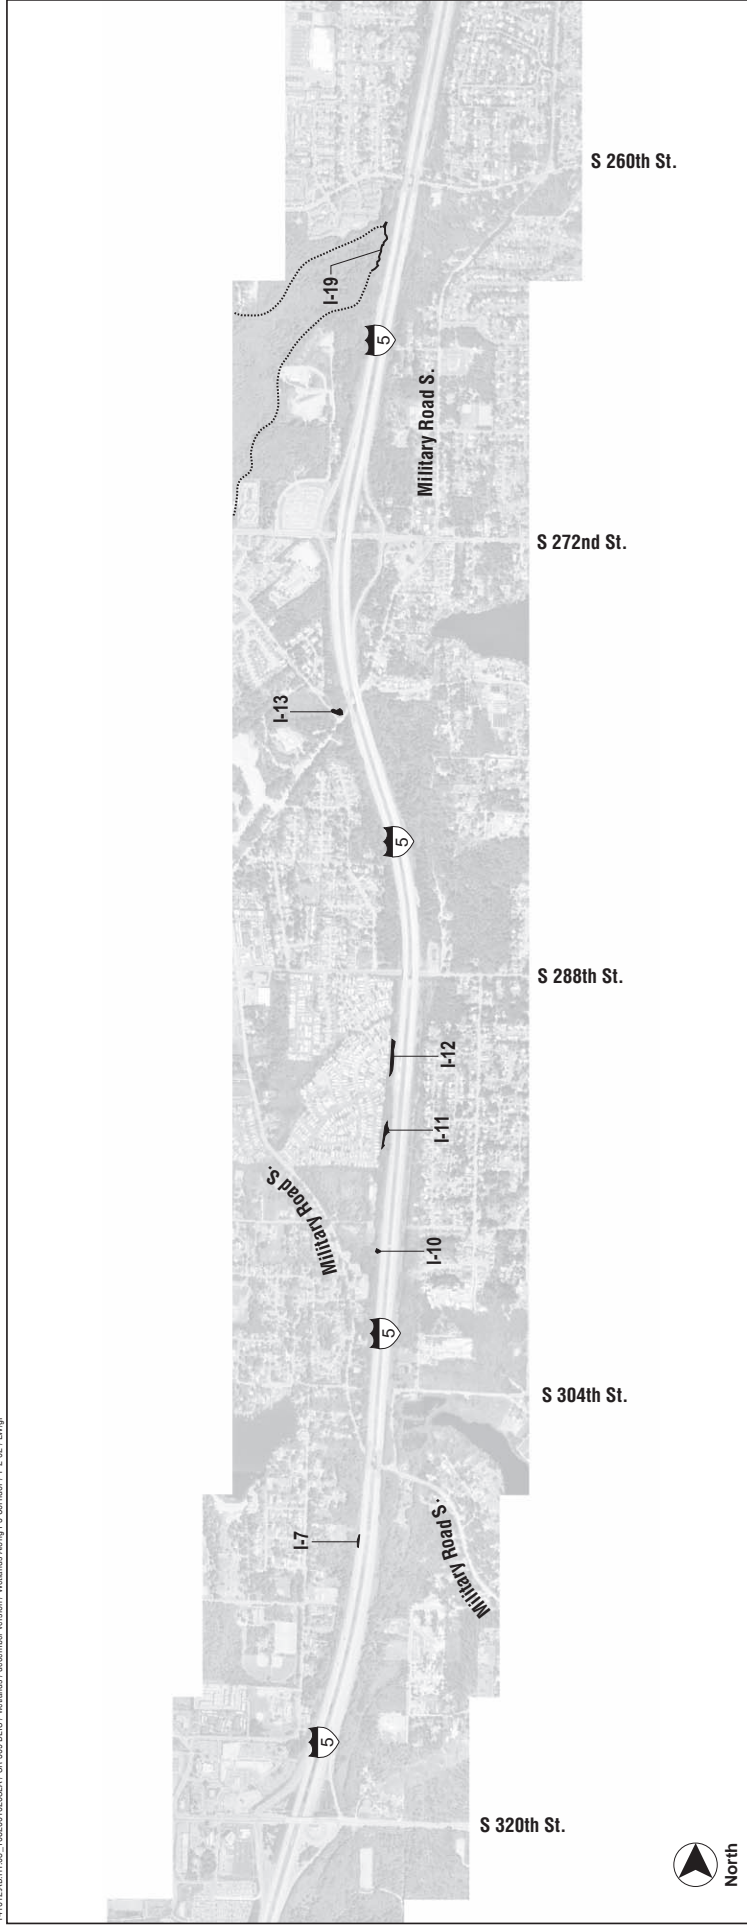 S 260th St.
I-19
5
Military Road S.
S 272nd St.
I-13
5
S 288th St.
I-12
I-11
Military Road S.
I-10
5
S 304th St.
I-7
Military Road S.
5
S 320th St.
North